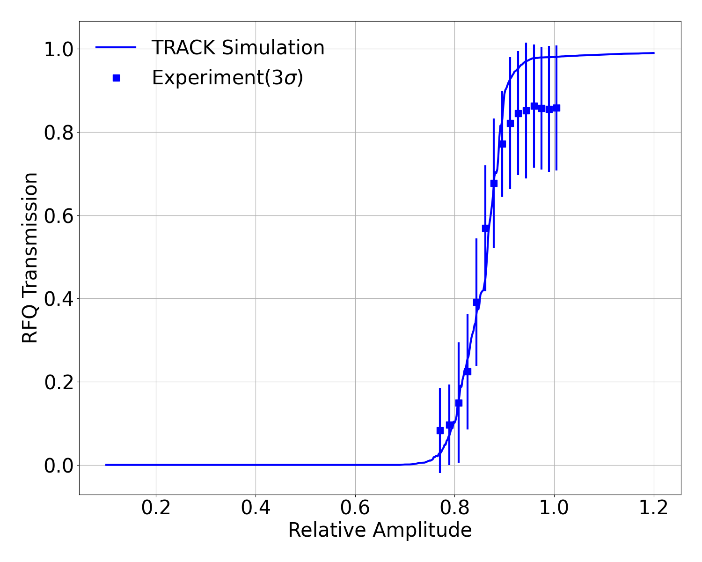 TRACK Simulation
Experiment(3σ)
RFQ Transmission
1.0
0.8
0.6
0.4
0.2
0.0
0.2 0.4 0.6 0.8 1.0 1.2
Relative Amplitude